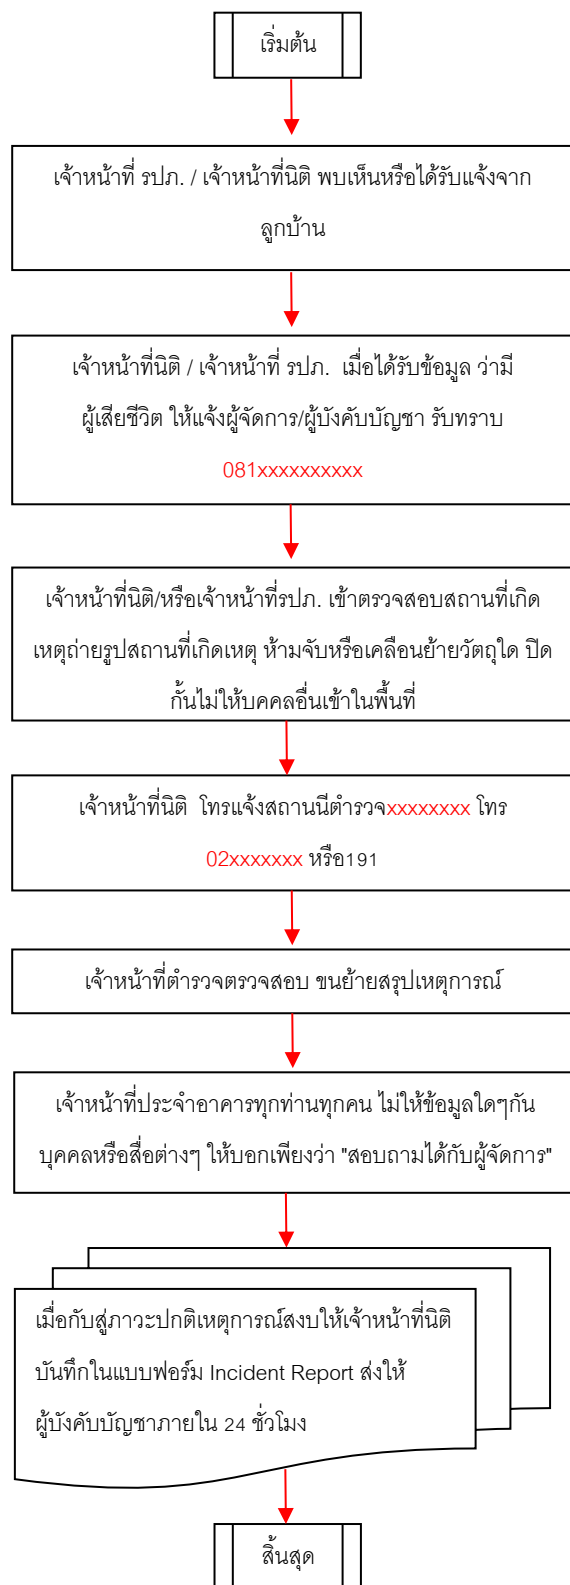 เริ่มต้น
เจ้าหน้าที่ รปภ. / เจ้าหน้าที่นิติ พบเห็นหรือได้รับแจ้งจาก
ลูกบ้าน
เจ้าหน้าที่นิติ / เจ้าหน้าที่ รปภ. เมื่อได้รับข้อมูล ว่ามี
ผู้เสียชีวิต ให้แจ้งผู้จัดการ/ผู้บังคับบัญชา รับทราบ
081xxxxxxxxxx
เจ้าหน้าที่นิติ/หรือเจ้าหน้าที่รปภ. เข้าตรวจสอบสถานที่เกิด
เหตุถ่ายรูปสถานที่เกิดเหตุ ห้ามจับหรือเคลือนย้ายวัตถุใด ปิด
กั้นไม่ให้บคคลอื่นเข้าในพื้นที่
เจ้าหน้าที่นิติ โทรแจ้งสถานนีตำรวจxxxxxxxx โทร
02xxxxxxx หรือ191
เจ้าหน้าที่ตำรวจตรวจสอบ ขนย้ายสรุปเหตุการณ์
เจ้าหน้าที่ประจำอาคารทุกท่านทุกคน ไม่ให้ข้อมูลใดๆกัน
บุคคลหรือสื่อต่างๆ ให้บอกเพียงว่า "สอบถามได้กับผู้จัดการ"
เมื่อกับสู่ภาวะปกติเหตุการณ์สงบให้เจ้าหน้าที่นิติ
บันทึกในแบบฟอร์ม Incident Report ส่งให้
ผู้บังคับบัญชาภายใน 24 ชั่วโมง
สิ้นสุด